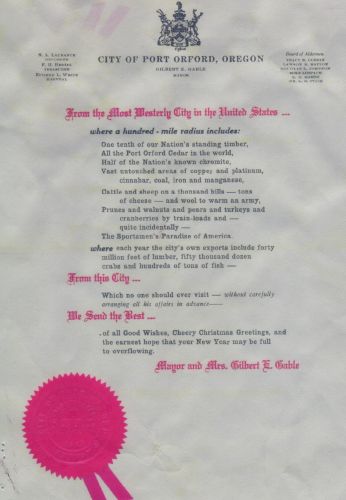 CITY OF PORT ORFORD, OREGON
GILBERT E. GABLE
MAYOR
Board of Aldermen
From the Most Westerly City in the United States ...
where a hundred - mile radius includes:
One tenth of our Nation's standing timber,
All the Port Orford Cedar in the world,
Half of the Nation's known chromite,
Vast untouched areas of copper and platinum,
cinnabar, coal, iron and manganese,
Cattle and sheep on a thousand hills — tons
of cheese — and wool to warm an army,
Prunes and walnuts and pears and turkeys and
cranberries by train-loads and —
quite incidentally —
The Sportsmen's Paradise of America.
where each year the city's own exports include forty
million feet of lumber, fifty thousand dozen
crabs and hundreds of tons of fish —
From this City ...
Which no one should ever visit — without carefully
arranging all his affairs in advance—
We Send the Best ...
. of all Good Wishes, Cheery Christmas Greetings, and
the earnest hope that your New Year may be full
to overflowing.
Mayor and Mrs. Gilbert E. Gable